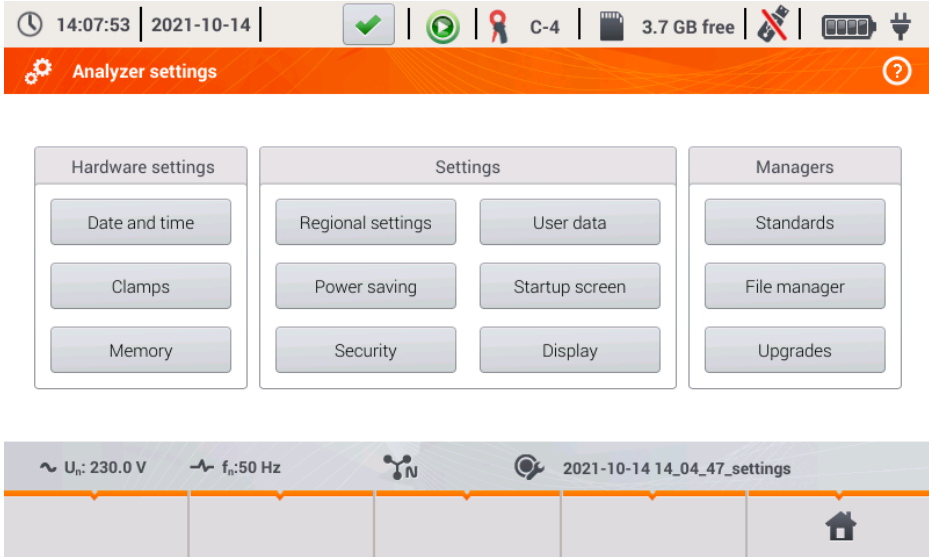 14:07:53 2021-10-14 C-4 3.7 GB free
Analyzer settings ?
Hardware settings Settings Managers
Date and time Regional settings User data Standards
Clamps Power saving Startup screen File manager
Memory Security Display Upgrades
Un: 230.0 V fn:50 Hz N 2021-10-14 14_04_47_settings